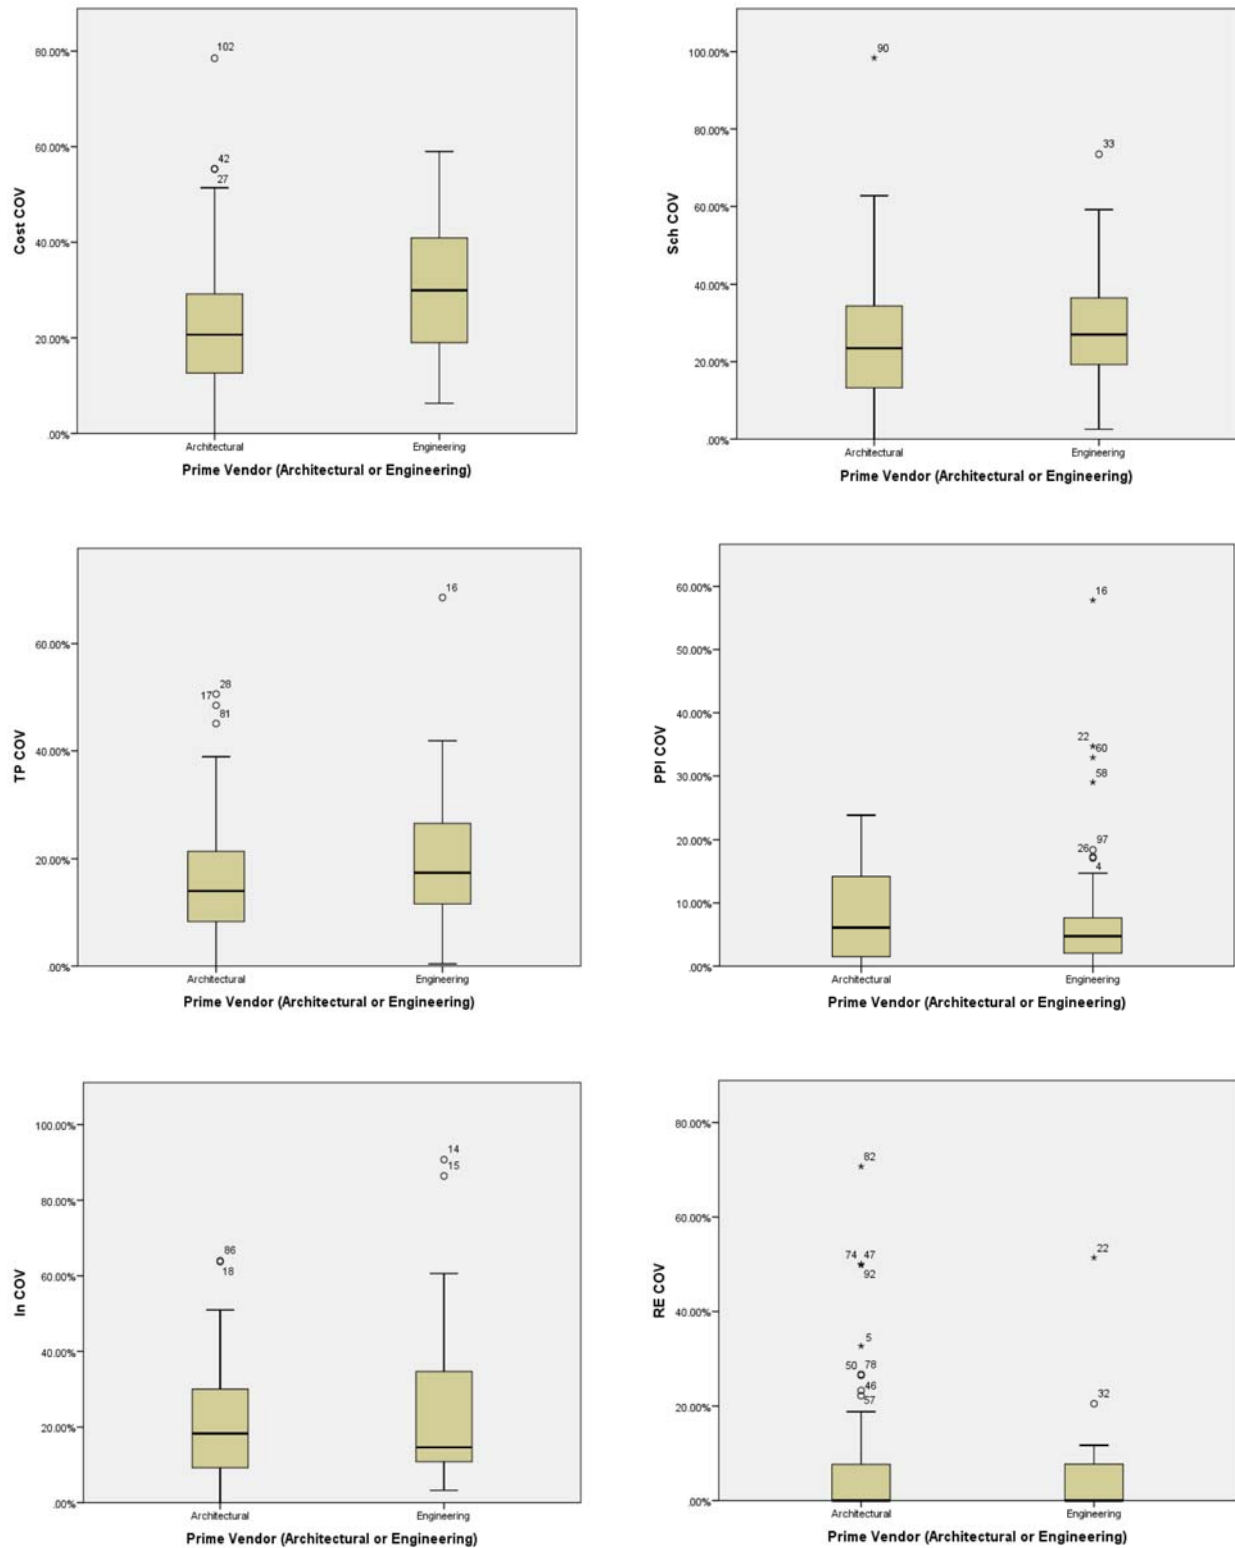 102
80.00%
60.00%
42
27
40.00%
20.00%
.00%
Cost COV
Architectural
Engineering
Prime Vendor (Architectural or Engineering)
90
100.00%
80.00%
33
60.00%
40.00%
20.00%
.00%
Sch COV
Architectural
Engineering
Prime Vendor (Architectural or Engineering)
16
60.00%
28
17
81
40.00%
20.00%
.00%
TP COV
Architectural
Engineering
Prime Vendor (Architectural or Engineering)
16
60.00%
50.00%
40.00%
22
60
30.00%
58
20.00%
97
26
4
10.00%
.00%
PPI COV
Architectural
Engineering
Prime Vendor (Architectural or Engineering)
100.00%
14
15
80.00%
86
18
60.00%
40.00%
20.00%
.00%
In COV
Architectural
Engineering
Prime Vendor (Architectural or Engineering)
80.00%
82
60.00%
74 47
92
22
40.00%
5
50 78
46
57
32
20.00%
.00%
RE COV
Architectural
Engineering
Prime Vendor (Architectural or Engineering)